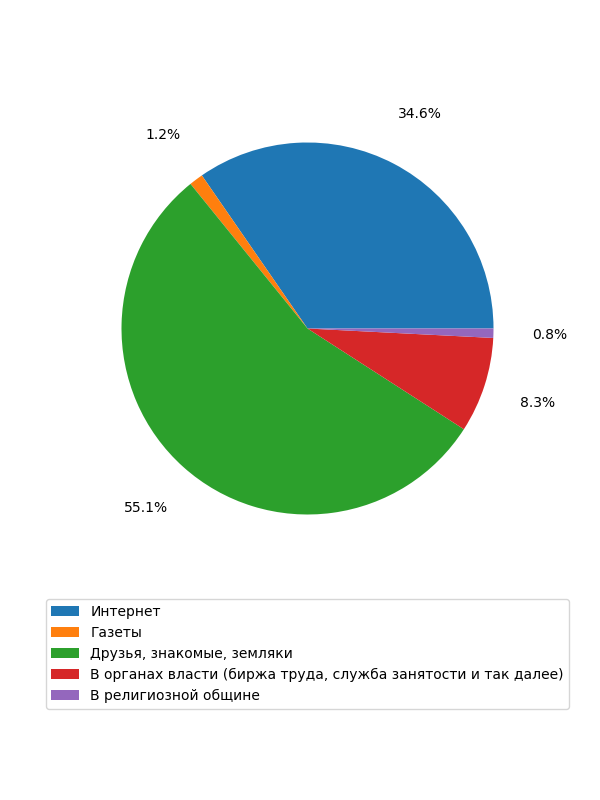 34.6%
1.2%
0.8%
8.3%
55.1%
Интернет
Газеты
Друзья, знакомые, земляки
В органах власти (биржа труда, служба занятости и так далее)
В религиозной общине